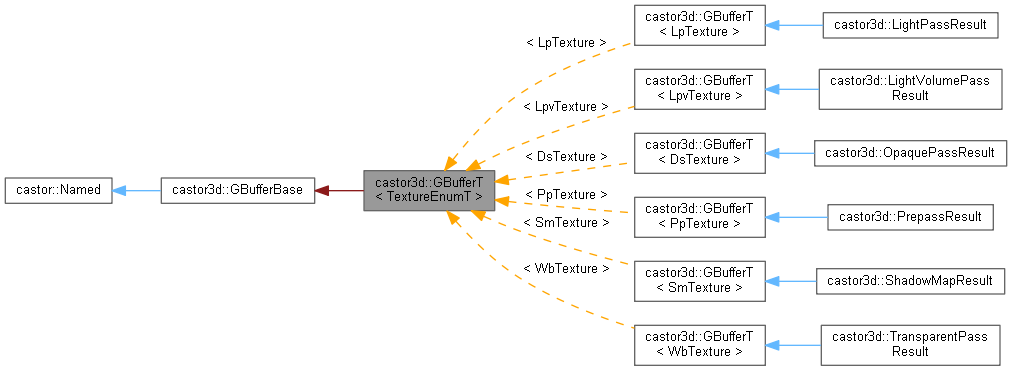 castor3d::GBufferT
< LpTexture >
castor3d::LightPassResult
< LpTexture >
castor3d::GBufferT
< LpvTexture >
castor3d::LightVolumePass
Result
< LpvTexture >
castor3d::GBufferT
< DsTexture >
castor3d::OpaquePassResult
< DsTexture >
castor::Named
castor3d::GBufferBase
castor3d::GBufferT
< TextureEnumT >
< PpTexture >
castor3d::GBufferT
< PpTexture >
castor3d::PrepassResult
< SmTexture >
castor3d::GBufferT
< SmTexture >
castor3d::ShadowMapResult
< WbTexture >
castor3d::GBufferT
< WbTexture >
castor3d::TransparentPass
Result